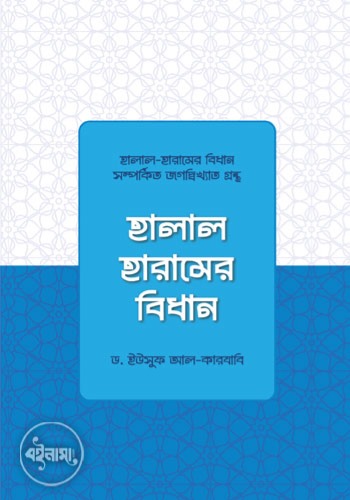 হালাল-হারামের বিধান
সম্পর্কিত জগদ্বিখ্যাত গ্রন্থ
হালাল
হারামের
বিধান
ড. ইউসুফ আল-কারযাবি
বইনামা